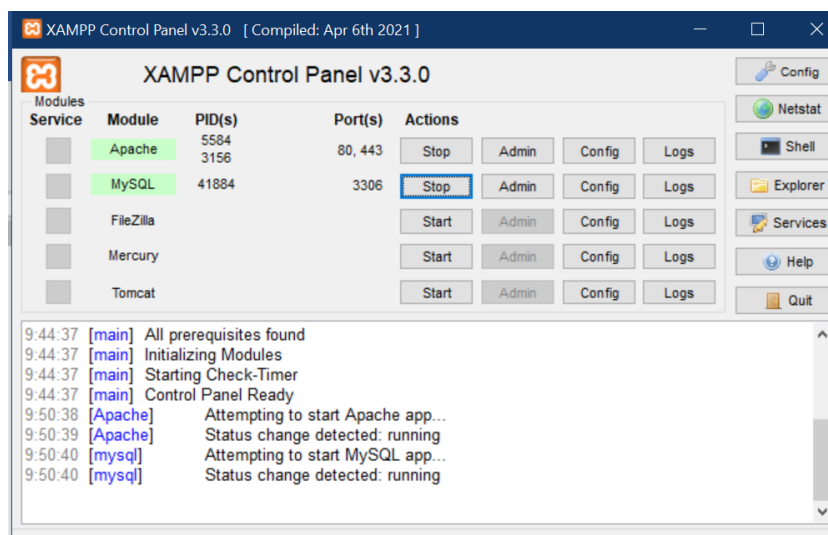 XAMPP Control Panel v3.3.0 [ Compiled: Apr 6th 2021 ]
XAMPP Control Panel v3.3.0
Config
Modules
Service Module PID(s) Port(s) Actions
Netstat
Apache 5584 3156 80, 443 Stop Admin Config Logs
Shell
MySQL 41884 3306 Stop Admin Config Logs
Explorer
FileZilla Start Admin Config Logs
Services
Mercury Start Admin Config Logs
Help
Tomcat Start Admin Config Logs
Quit
9:44:37 [main] All prerequisites found
9:44:37 [main] Initializing Modules
9:44:37 [main] Starting Check-Timer
9:44:37 [main] Control Panel Ready
9:50:38 [Apache] Attempting to start Apache app...
9:50:39 [Apache] Status change detected: running
9:50:40 [mysql] Attempting to start MySQL app...
9:50:40 [mysql] Status change detected: running